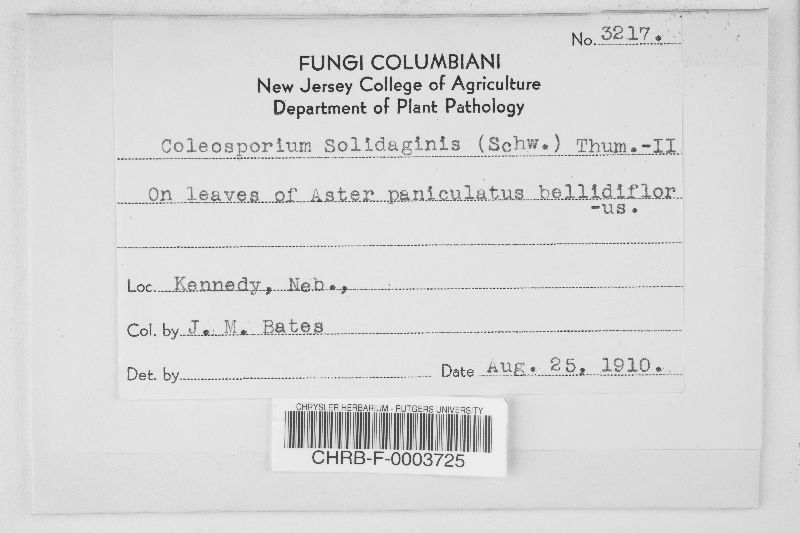 No. 3217.
FUNGI COLUMBIANI
New Jersey College of Agriculture
Department of Plant Pathology
Coleosporium Solidaginis (Schw.) Thum.-II
On leaves of Aster paniculatus bellidiflor
-us.
Loc. Kennedy, Neb.,
Col. by J. M. Bates
Det. by
Date Aug. 25, 1910.
CHRYSLER HERBARIUM - RUTGERS UNIVERSITY
CHRB-F-0003725